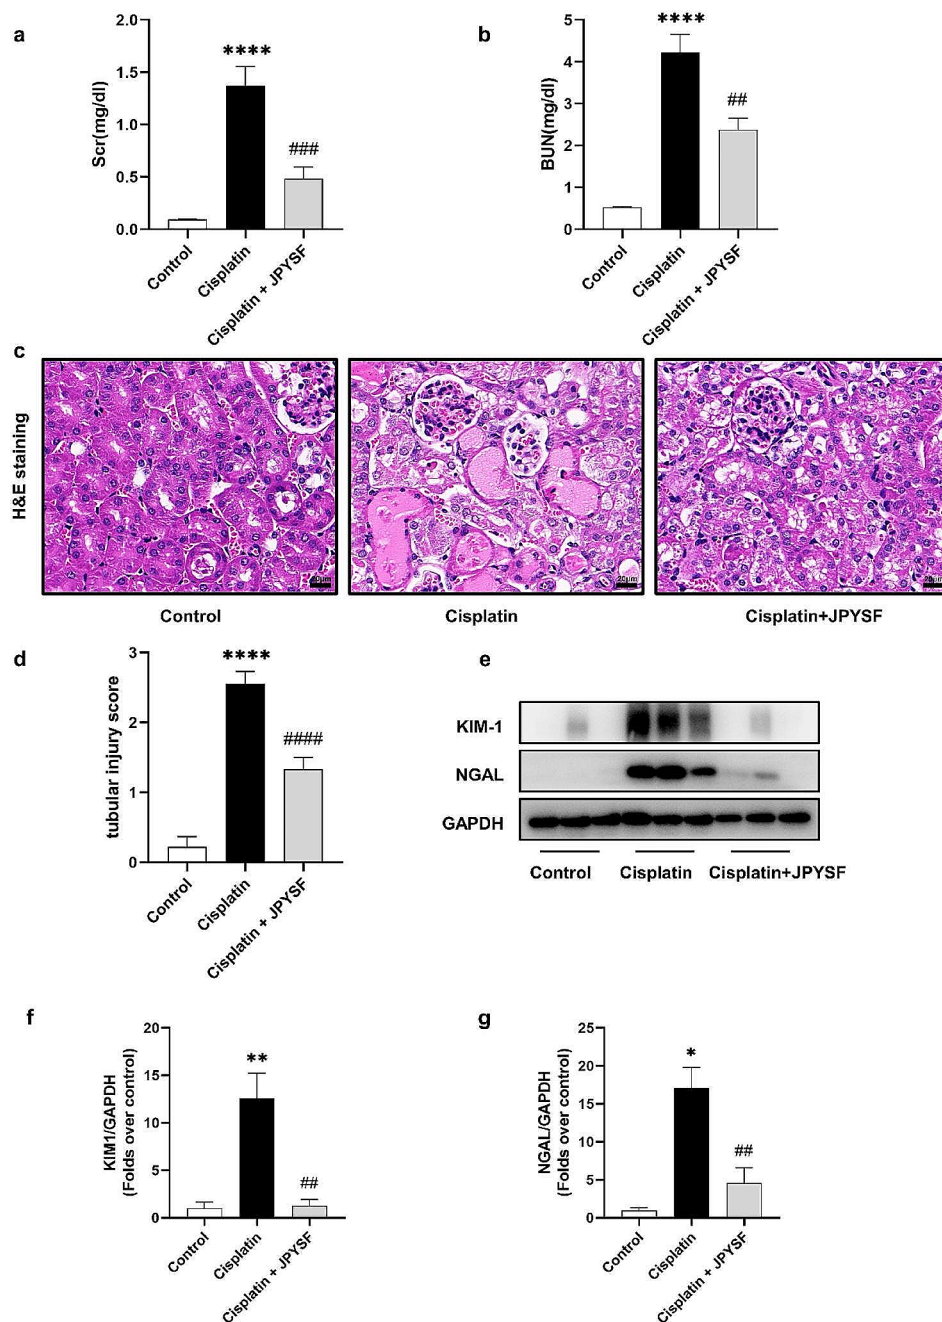 a
Scr(mg/dl)
2.0
1.5
1.0
0.5
0.0
****
###
Control
Cisplatin
Cisplatin + JPYSF
b
BUN(mg/dl)
5
4
3
2
1
0
****
##
Control
Cisplatin
Cisplatin + JPYSF
c
H&E staining
20μm
20μm
20μm
Control
Cisplatin
Cisplatin+JPYSF
d
tubular injury score
3
2
1
0
****
####
Control
Cisplatin
Cisplatin + JPYSF
e
KIM-1
NGAL
GAPDH
Control
Cisplatin
Cisplatin+JPYSF
f
KIM1/GAPDH
(Folds over control)
20
15
10
5
0
**
##
Control
Cisplatin
Cisplatin + JPYSF
g
NGAL/GAPDH
(Folds over control)
25
20
15
10
5
0
*
##
Control
Cisplatin
Cisplatin + JPYSF